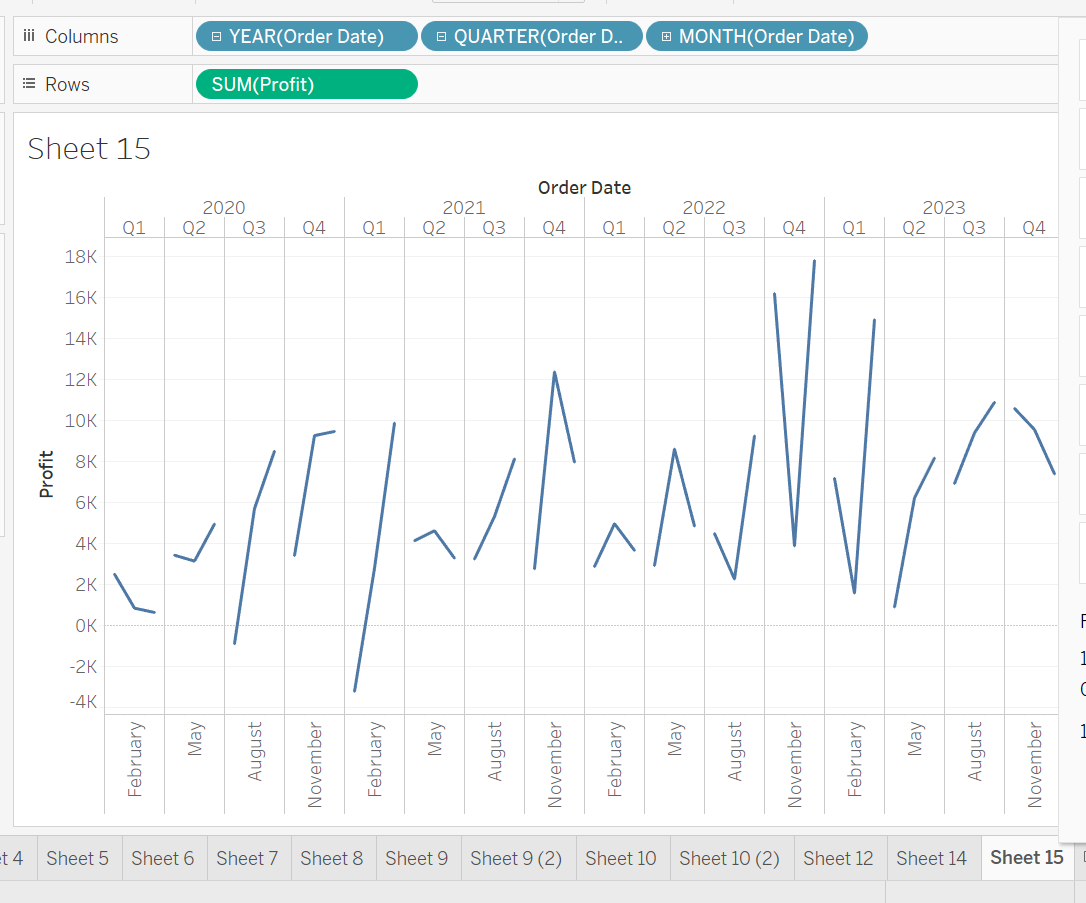 Columns YEAR(Order Date) QUARTER(Order D.. MONTH(Order Date)
Rows SUM(Profit)
Sheet 15
Order Date
2020 2021 2022 2023
Q1 Q2 Q3 Q4 Q1 Q2 Q3 Q4 Q1 Q2 Q3 Q4 Q1 Q2 Q3 Q4
18K
16K
14K
12K
10K
8K
6K
4K
2K
0K
-2K
-4K
Profit
February May August November February May August November February May August November February May August November
t 4 Sheet 5 Sheet 6 Sheet 7 Sheet 8 Sheet 9 Sheet 9 (2) Sheet 10 Sheet 10 (2) Sheet 12 Sheet 14 Sheet 15